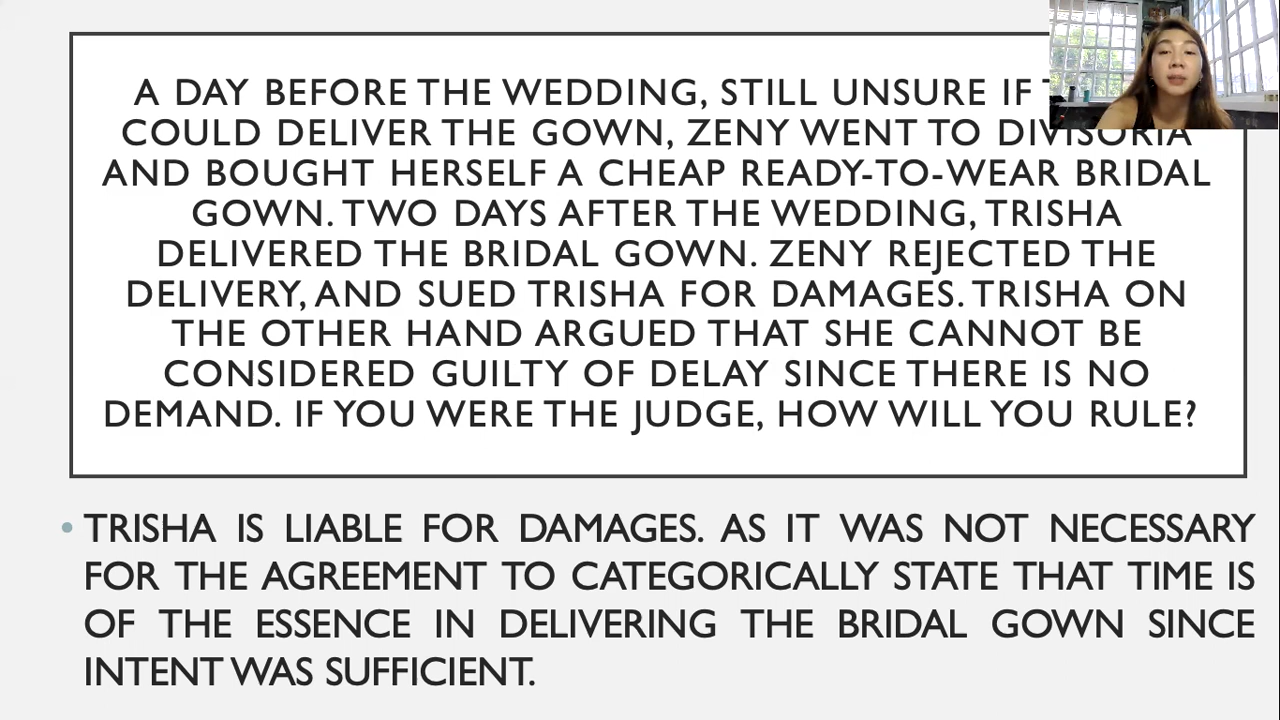 A DAY BEFORE THE WEDDING, STILL UNSURE IF
COULD DELIVER THE GOWN, ZENY WENT TO DIVISORIA
AND BOUGHT HERSELF A CHEAP READY-TO-WEAR BRIDAL
GOWN. TWO DAYS AFTER THE WEDDING, TRISHA
DELIVERED THE BRIDAL GOWN. ZENY REJECTED THE
DELIVERY, AND SUED TRISHA FOR DAMAGES. TRISHA ON
THE OTHER HAND ARGUED THAT SHE CANNOT BE
CONSIDERED GUILTY OF DELAY SINCE THERE IS NO
DEMAND. IF YOU WERE THE JUDGE, HOW WILL YOU RULE?
• TRISHA IS LIABLE FOR DAMAGES. AS IT WAS NOT NECESSARY
FOR THE AGREEMENT TO CATEGORICALLY STATE THAT TIME IS
OF THE ESSENCE IN DELIVERING THE BRIDAL GOWN SINCE
INTENT WAS SUFFICIENT.